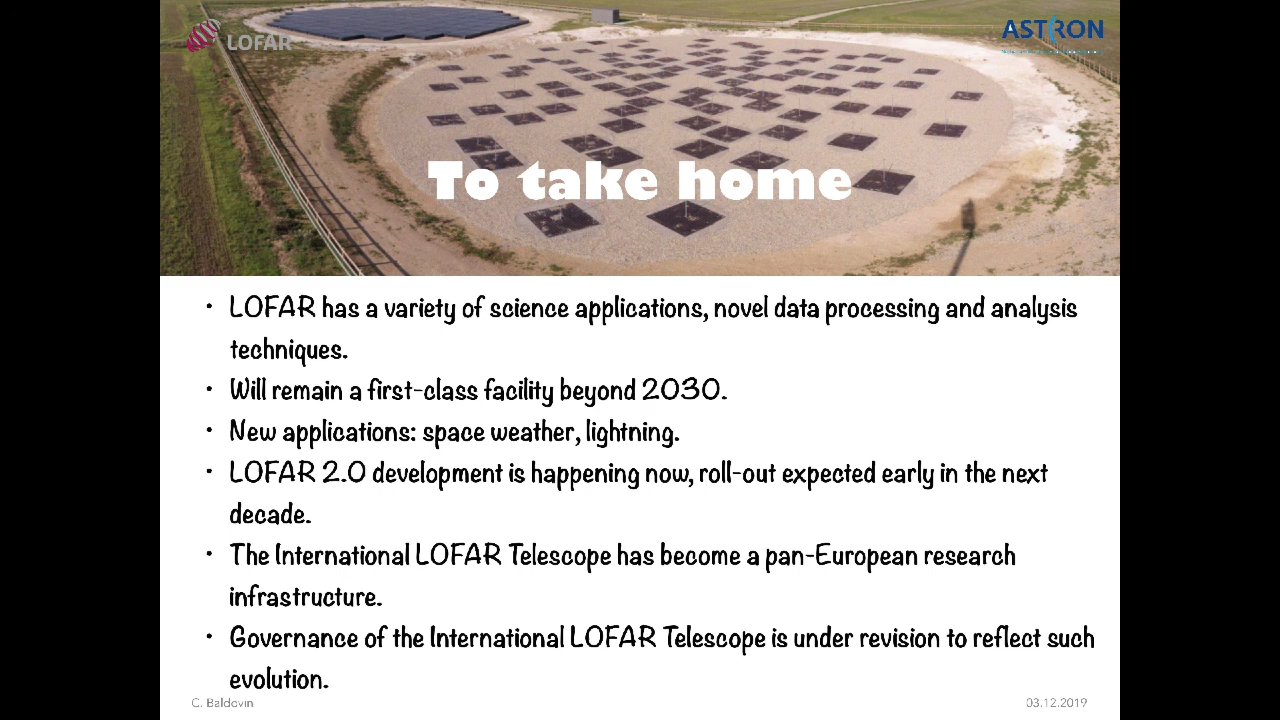 LOFAR
ASTRON
To take home
• LOFAR has a variety of science applications, novel data processing and analysis
techniques.
• Will remain a first-class facility beyond 2030.
• New applications: space weather, lightning.
• LOFAR 2.0 development is happening now, roll-out expected early in the next
decade.
• The International LOFAR Telescope has become a pan-European research
infrastructure.
• Governance of the International LOFAR Telescope is under revision to reflect such
evolution.
C. Baldovin
03.12.2019